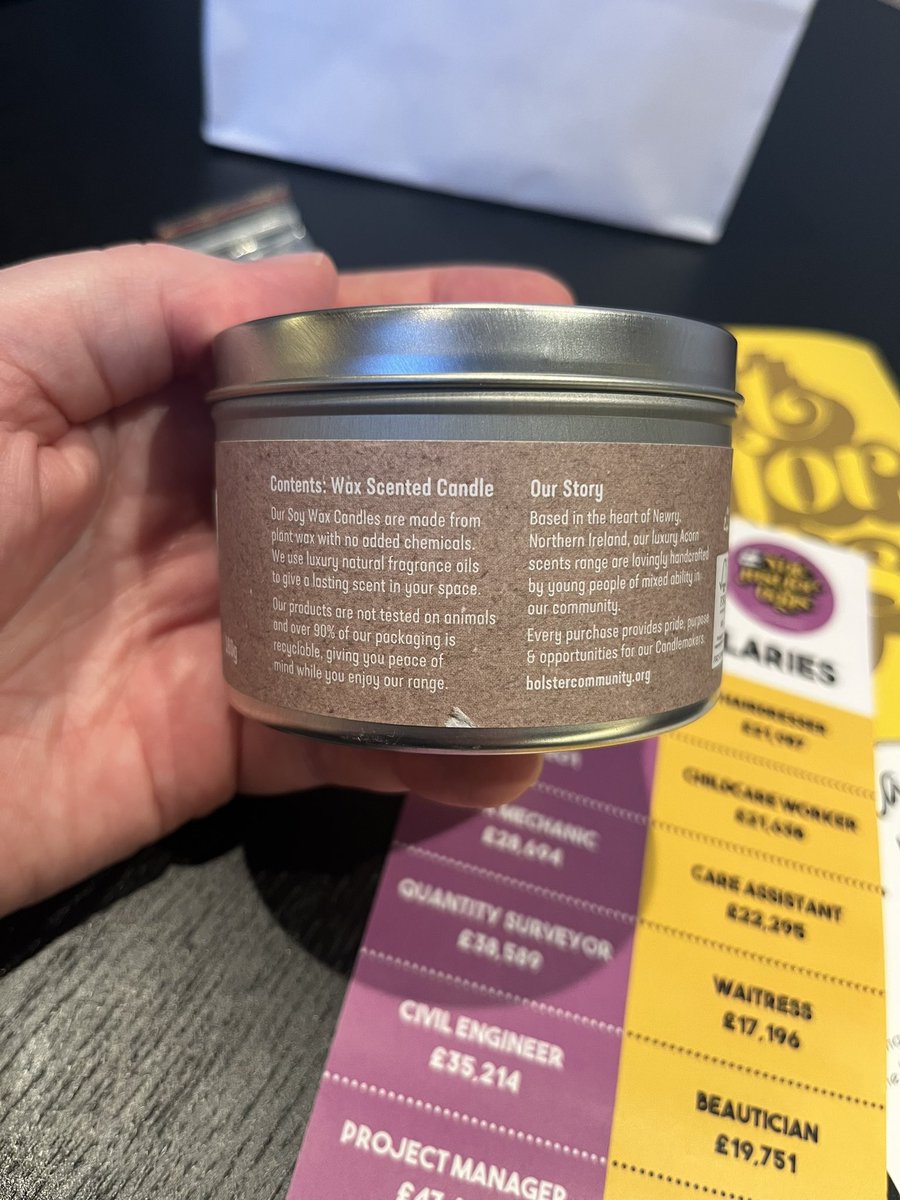 Contents: Wax Scented Candle
Our Soy Wax Candles are made from
plant wax with no added chemicals.
We use luxury natural fragrance oils
to give a lasting scent in your space.
Our products are not tested on animals
and over 90% of our packaging is
recyclable, giving you peace of
mind while you enjoy our range.
Our Story
Based in the heart of Newry,
Northern Ireland, our luxury Acorn
scents range are lovingly handcrafted
by young people of mixed ability in
our community.
Every purchase provides pride, purpose
& opportunities for our Candlemakers.
bolstercommunity.org
LARIES
MECHANIC
£28,694
QUANTITY SURVEYOR
£38,589
CIVIL ENGINEER
£35,214
PROJECT MANAGER
HAIRDRESSER
CHILDCARE WORKER
CARE ASSISTANT
£22,295
WAITRESS
£17,196
BEAUTICIAN
£19,751